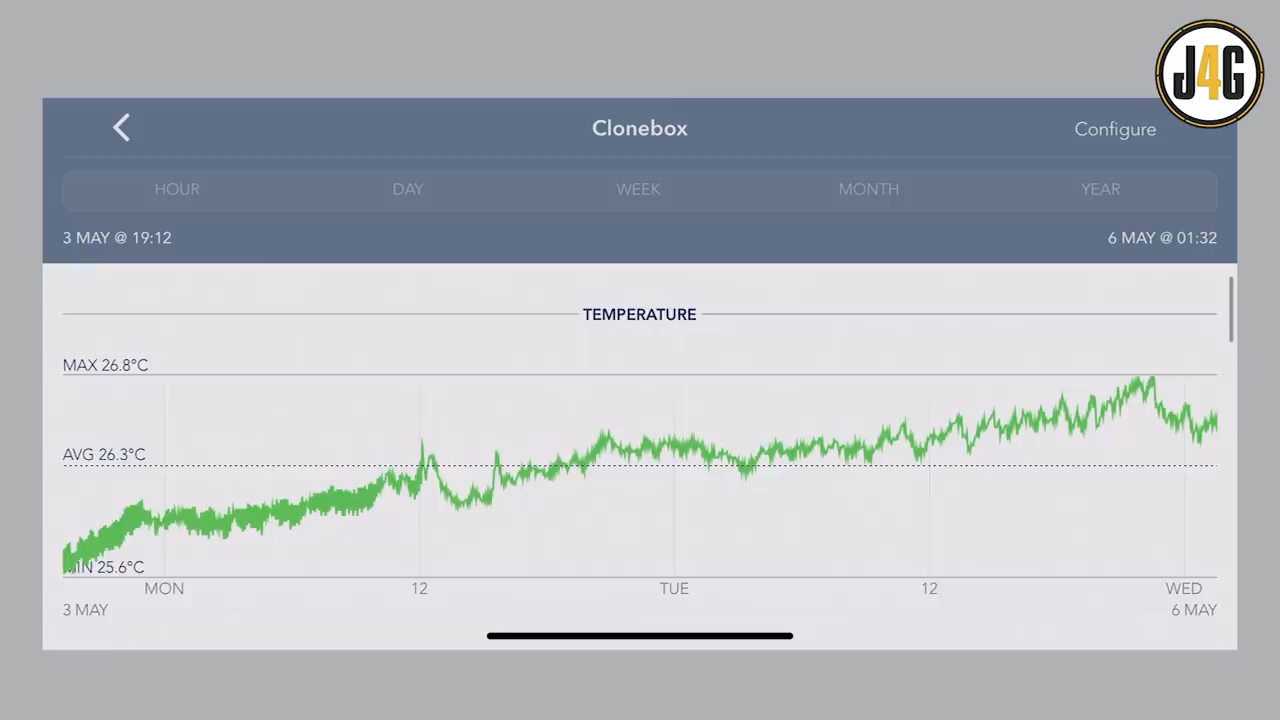 J4G
Clonebox
Configure
HOUR DAY WEEK MONTH YEAR
3 MAY @ 19:12 6 MAY @ 01:32
TEMPERATURE
MAX 26.8°C
AVG 26.3°C
MIN 25.6°C
MON 12 TUE 12 WED
3 MAY 6 MAY